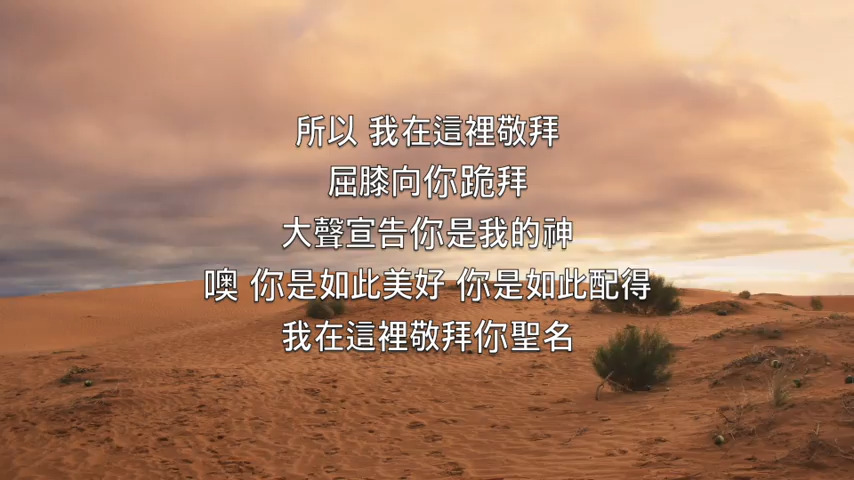 所以 我在這裡敬拜
屈膝向你跪拜
大聲宣告你是我的神
噢 你是如此美好 你是如此配得
我在這裡敬拜你聖名